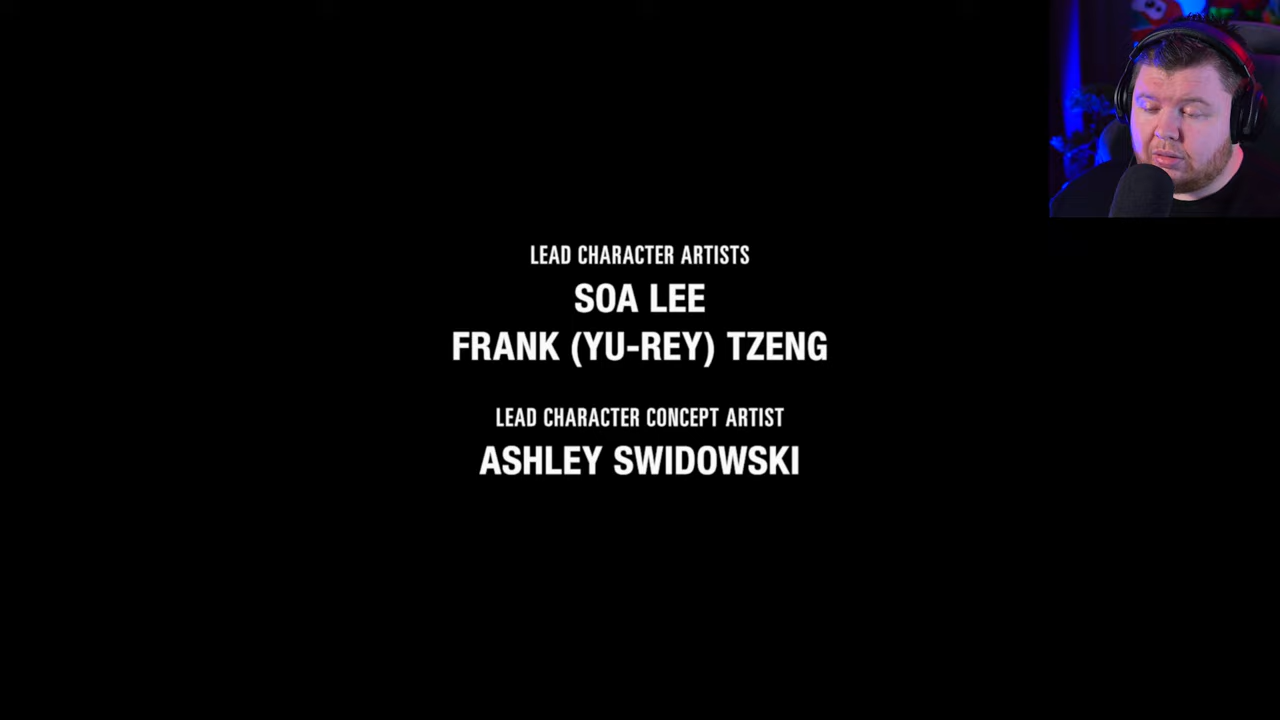 LEAD CHARACTER ARTISTS
SOA LEE
FRANK (YU-REY) TZENG
LEAD CHARACTER CONCEPT ARTIST
ASHLEY SWIDOWSKI